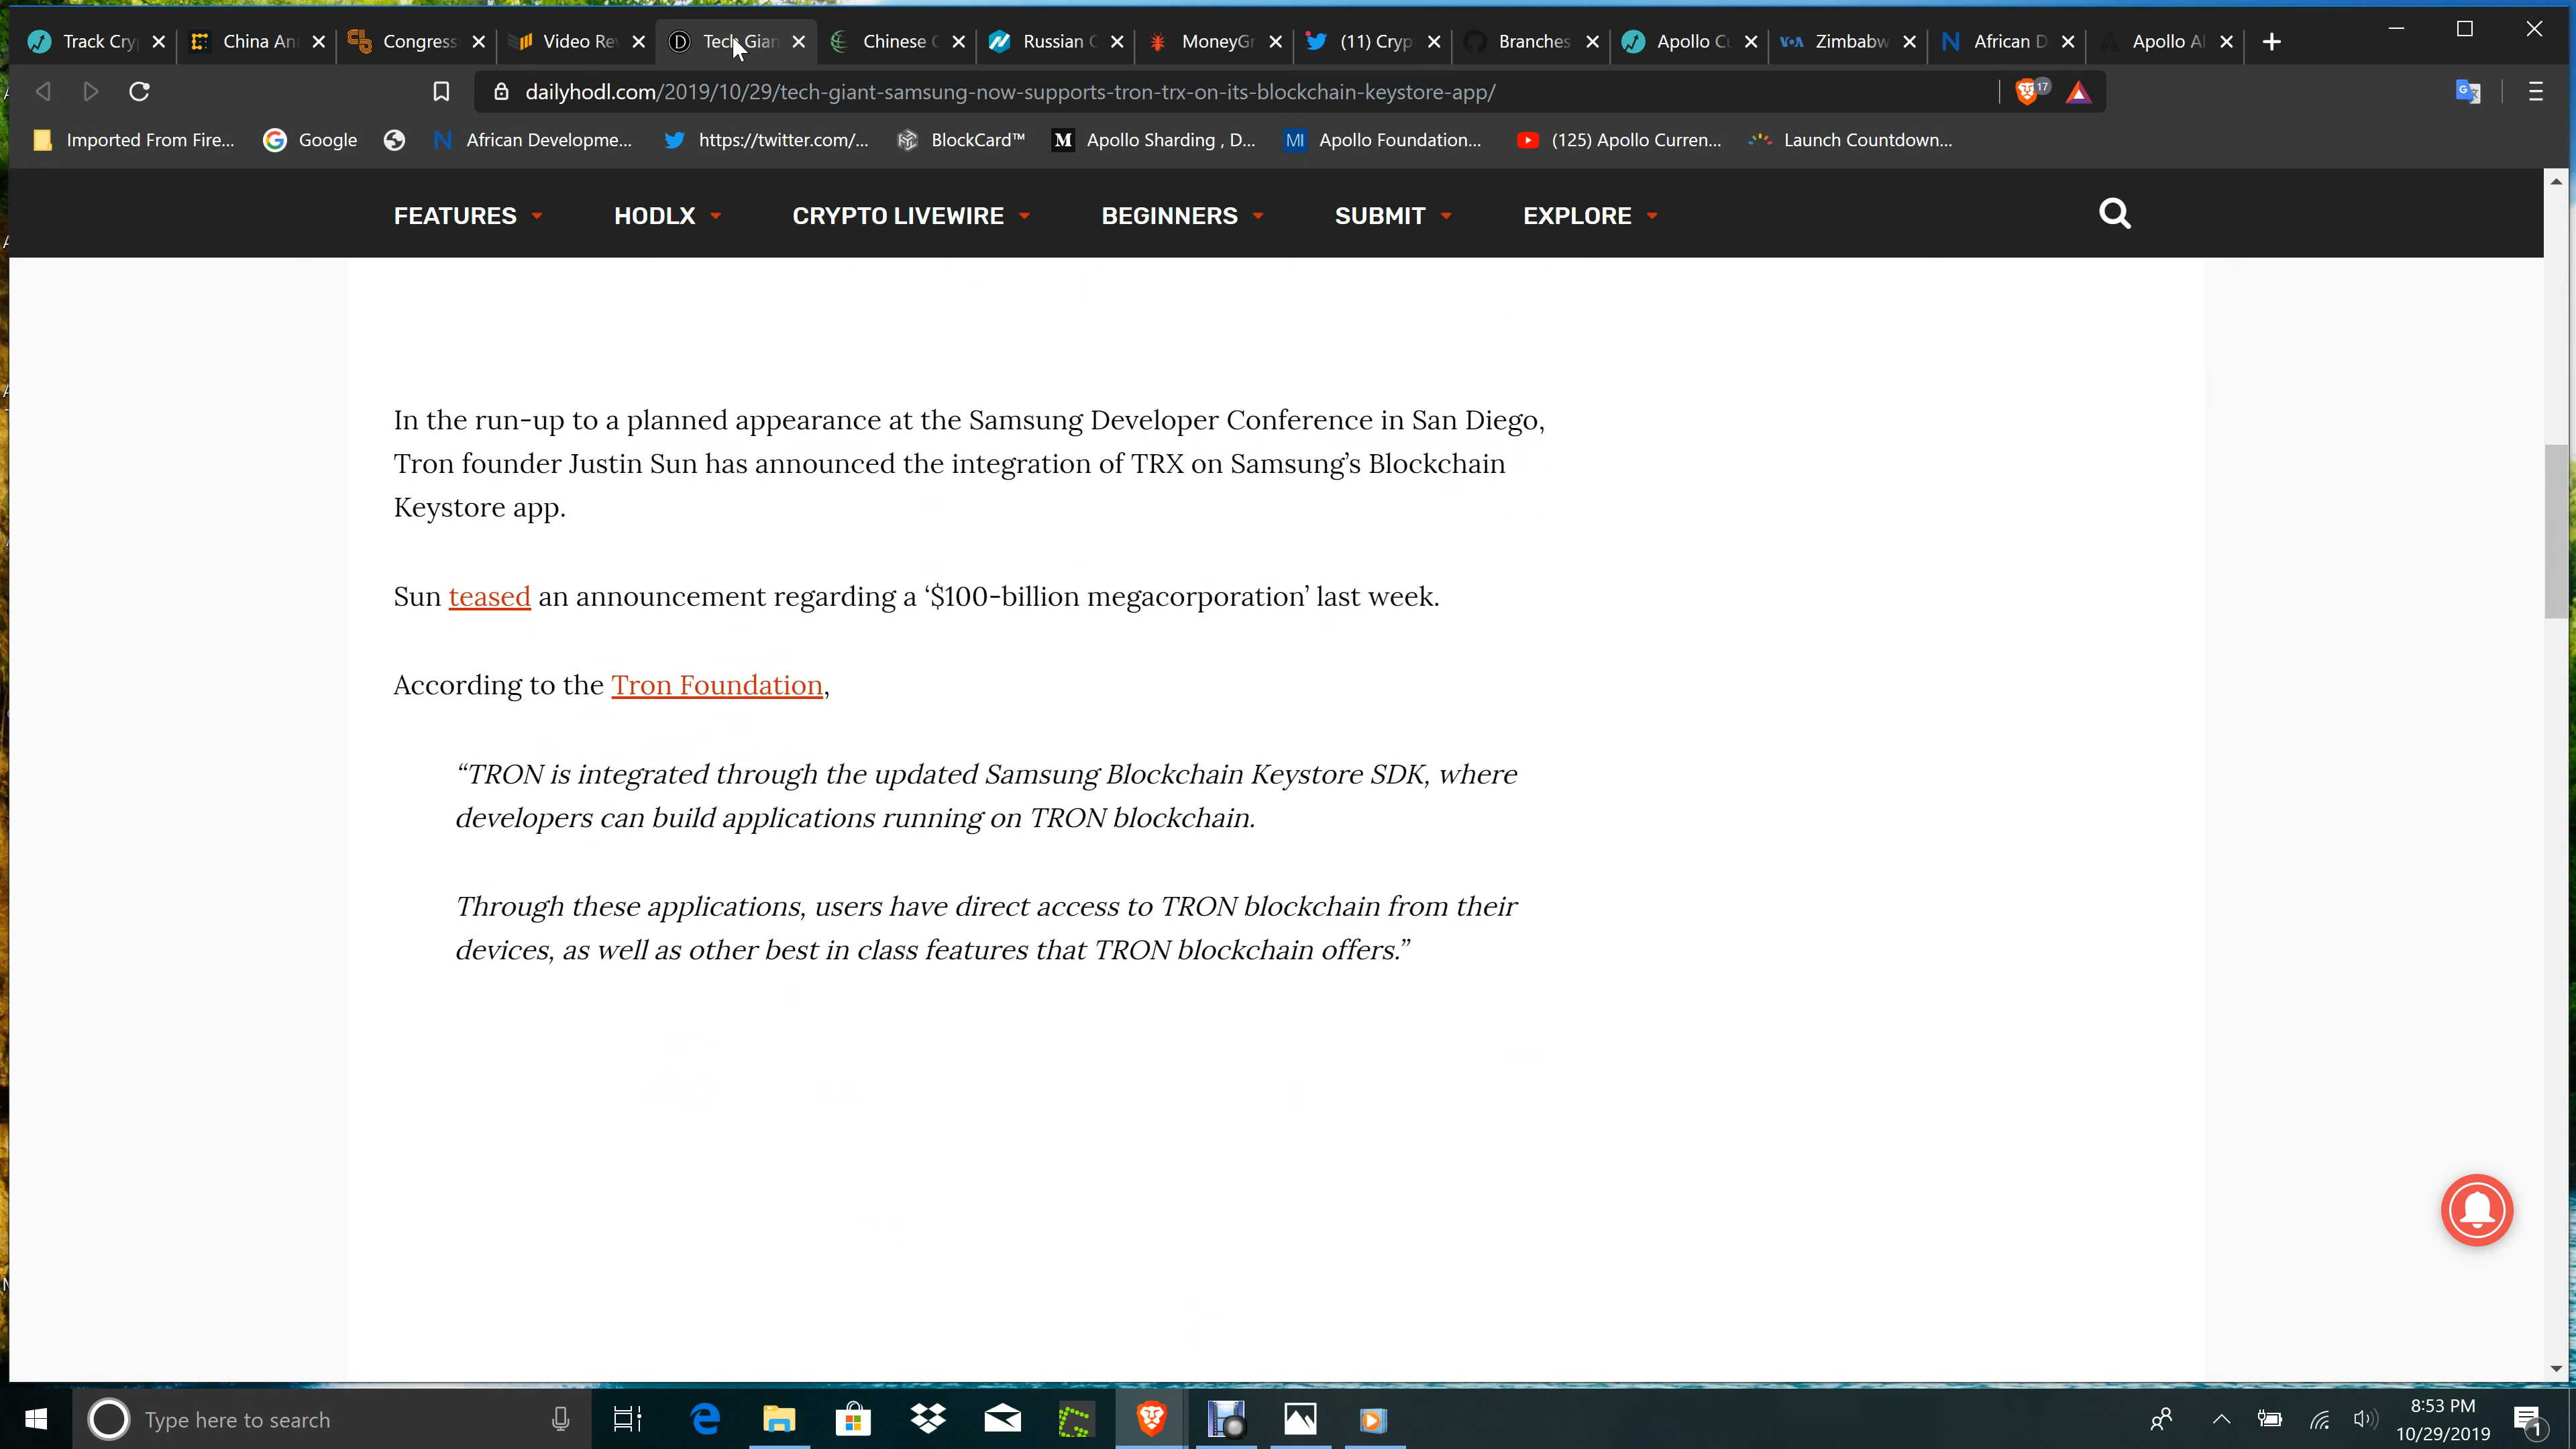 Track Cry China An Congress Video Rev Tech Gian Chinese C Russian C MoneyGr (11) Cryp Branches Apollo Cu Zimbabw African D Apollo Al
dailyhodl.com/2019/10/29/tech-giant-samsung-now-supports-tron-trx-on-its-blockchain-keystore-app/ 17
Imported From Fire... Google African Developme... https://twitter.com/... BlockCard™ Apollo Sharding , D... Apollo Foundation... (125) Apollo Curren... Launch Countdown...
FEATURES HODLX CRYPTO LIVEWIRE BEGINNERS SUBMIT EXPLORE
In the run-up to a planned appearance at the Samsung Developer Conference in San Diego,
Tron founder Justin Sun has announced the integration of TRX on Samsung’s Blockchain
Keystore app.
Sun teased an announcement regarding a ‘$100-billion megacorporation’ last week.
According to the Tron Foundation,
“TRON is integrated through the updated Samsung Blockchain Keystore SDK, where
developers can build applications running on TRON blockchain.
Through these applications, users have direct access to TRON blockchain from their
devices, as well as other best in class features that TRON blockchain offers.”
Type here to search
8:53 PM
10/29/2019
1